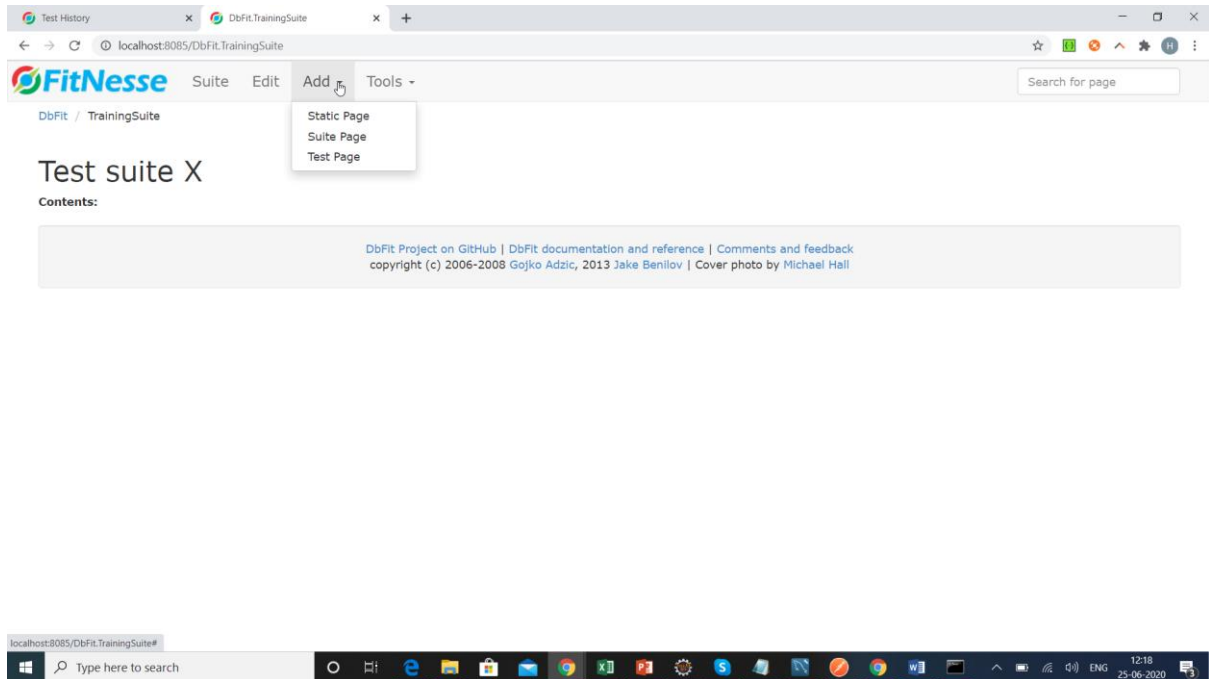 Test History
DbFit.TrainingSuite
localhost:8085/DbFit.TrainingSuite
H
FitNesse Suite Edit Add Tools
Search for page
DbFit / TrainingSuite
Static Page
Suite Page
Test Page
Test suite X
Contents:
DbFit Project on GitHub | DbFit documentation and reference | Comments and feedback
copyright (c) 2006-2008 Gojko Adzic, 2013 Jake Benilov | Cover photo by Michael Hall
localhost:8085/DbFit.TrainingSuite#
Type here to search
ENG
12:18
25-06-2020
3